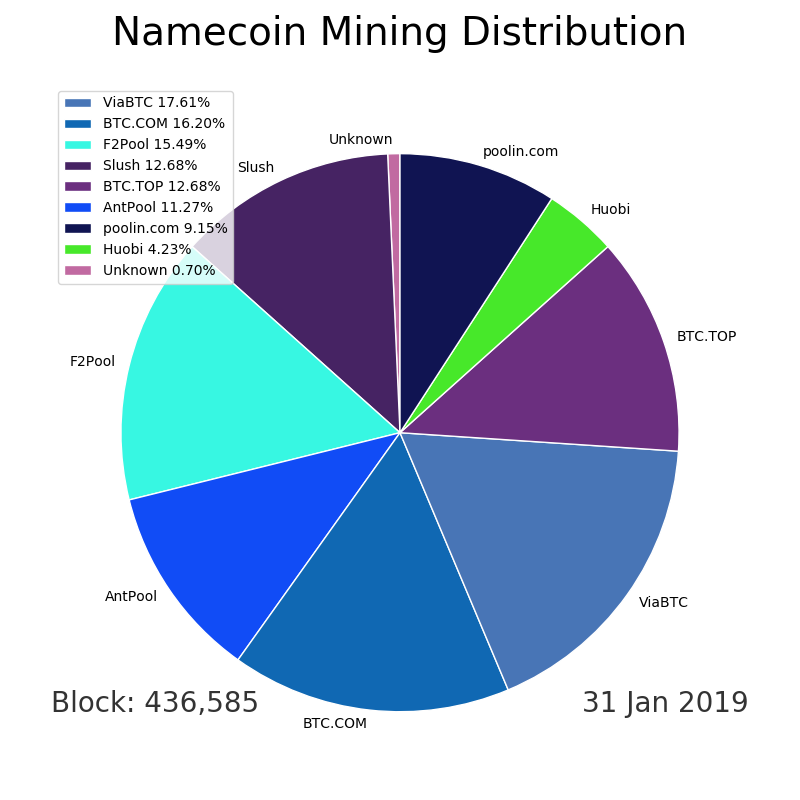 Namecoin Mining Distribution
ViaBTC 17.61%
BTC.COM 16.20%
F2Pool 15.49%
Slush 12.68%
BTC.TOP 12.68%
AntPool 11.27%
poolin.com 9.15%
Huobi 4.23%
Unknown 0.70%
Unknown
poolin.com
Slush
Huobi
BTC.TOP
F2Pool
AntPool
ViaBTC
BTC.COM
Block: 436,585
31 Jan 2019